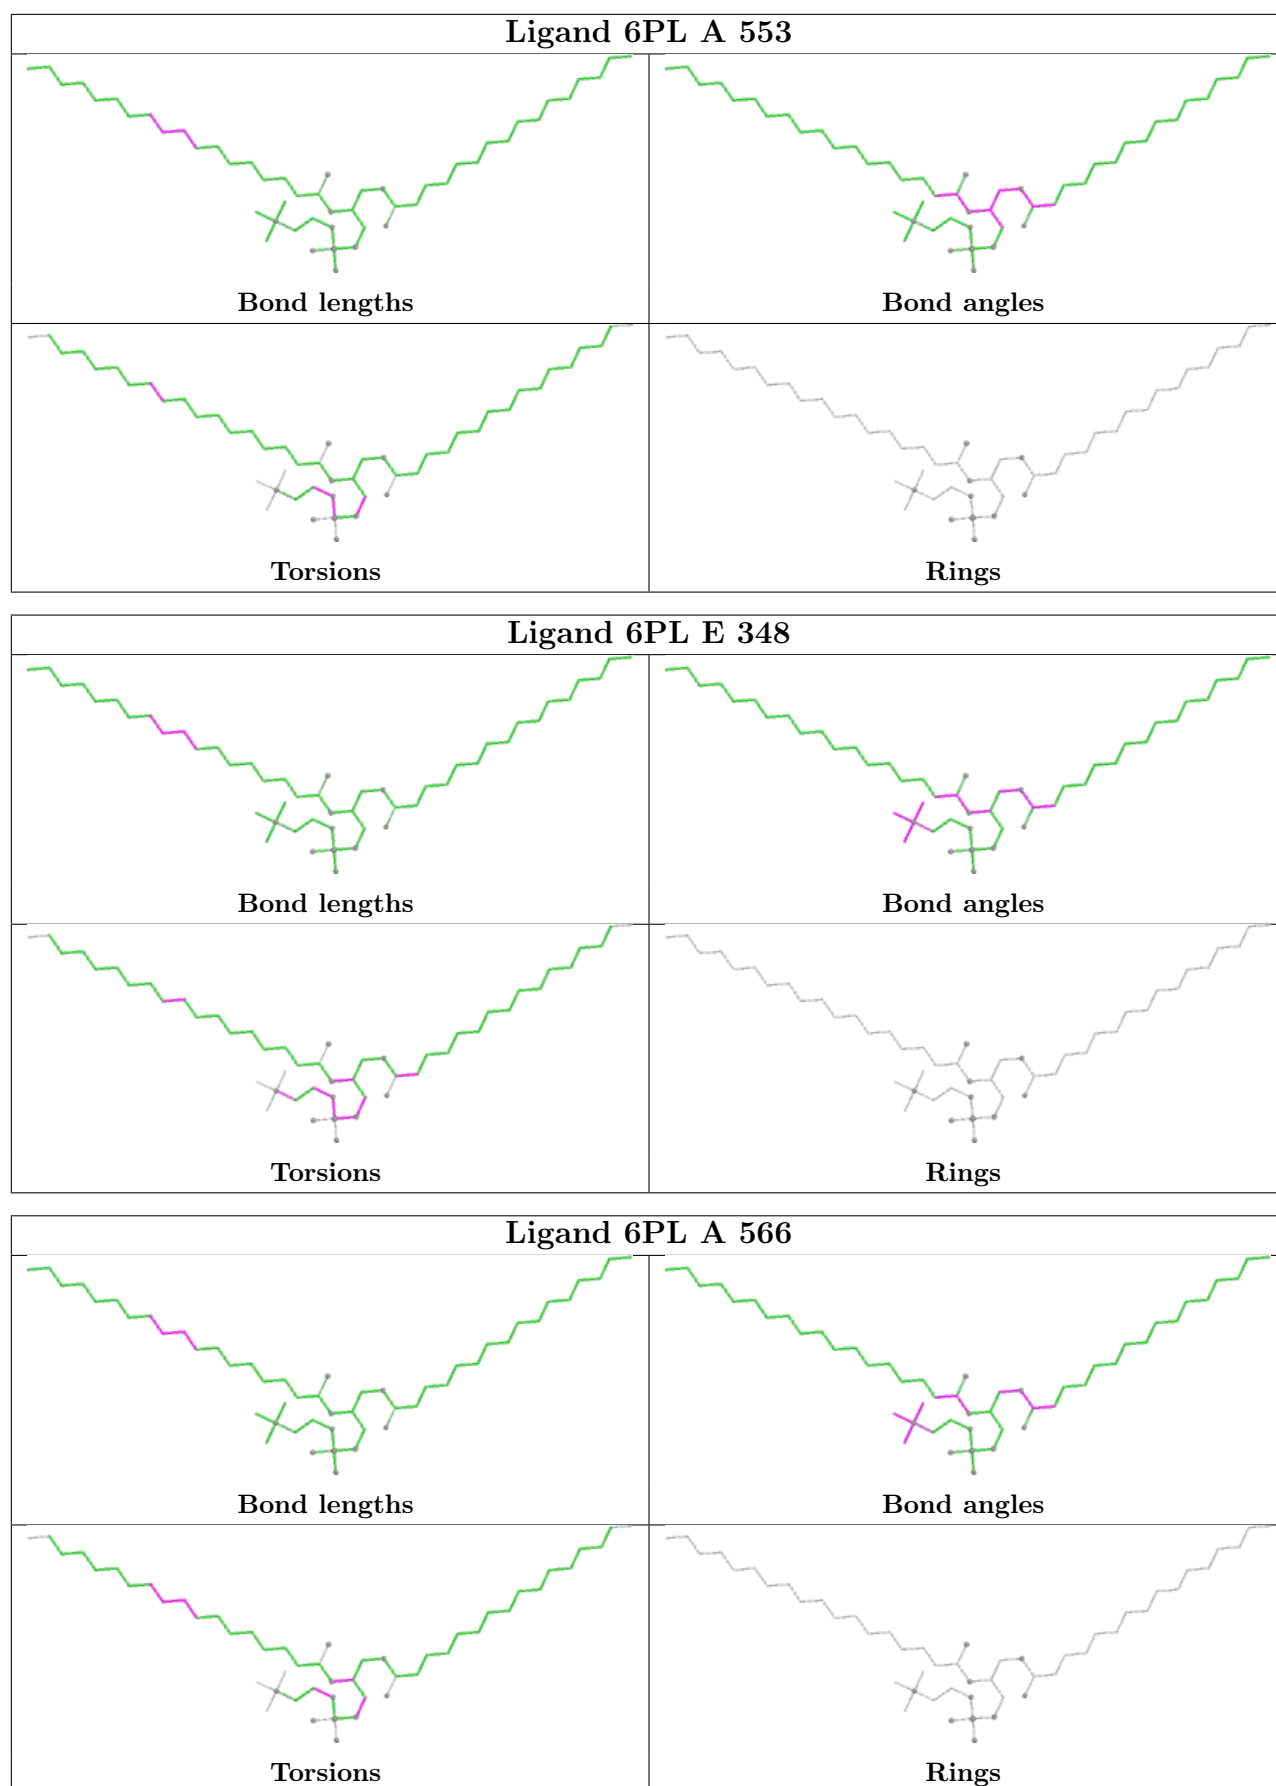 Ligand 6PL A 553
Bond lengths
Bond angles
Torsions
Rings
Ligand 6PL E 348
Bond lengths
Bond angles
Torsions
Rings
Ligand 6PL A 566
Bond lengths
Bond angles
Torsions
Rings